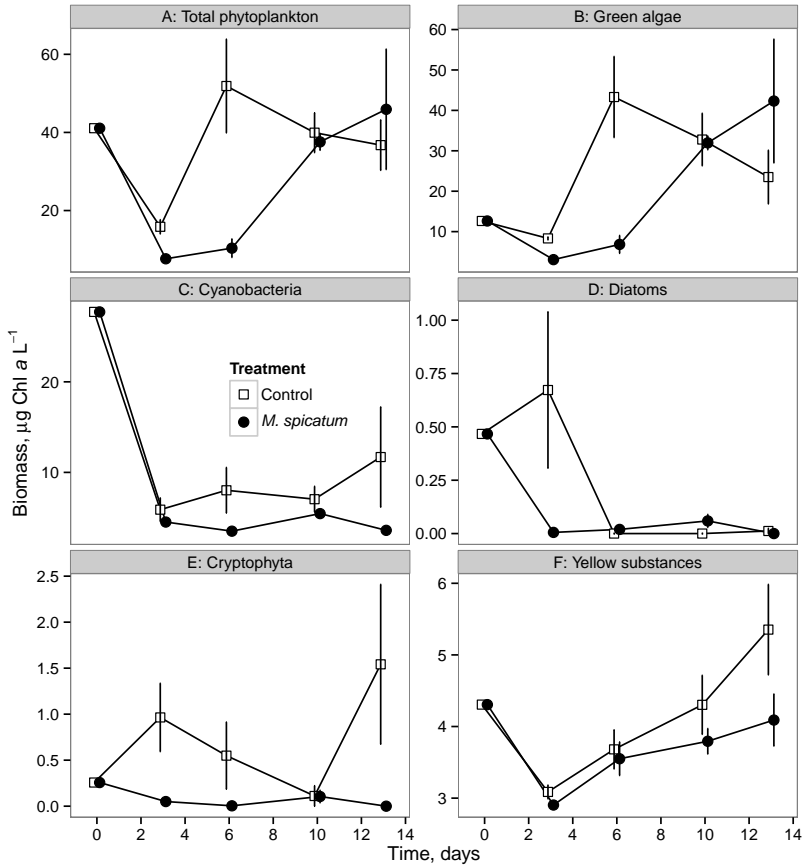 A: Total phytoplankton
B: Green algae
60
40
20
60
50
40
30
20
10
C: Cyanobacteria
D: Diatoms
20
10
Treatment
Control
M. spicatum
1.00
0.75
0.50
0.25
0.00
Biomass, μg Chl a L⁻¹
E: Cryptophyta
F: Yellow substances
2.5
2.0
1.5
1.0
0.5
0.0
6
5
4
3
0 2 4 6 8 10 12 14
0 2 4 6 8 10 12 14
Time, days